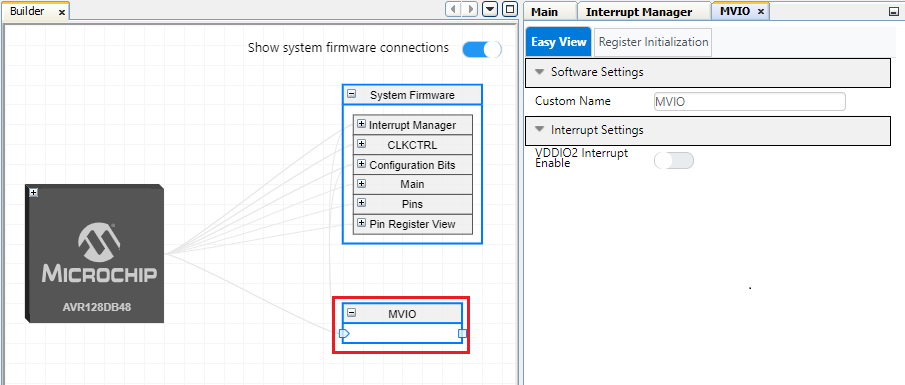 Builder
Show system firmware connections
System Firmware
Interrupt Manager
CLKCTRL
Configuration Bits
Main
Pins
Pin Register View
MICROCHIP
AVR128DB48
MVIO
Main
Interrupt Manager
MVIO
Easy View
Register Initialization
Software Settings
Custom Name
MVIO
Interrupt Settings
VDDIO2 Interrupt
Enable